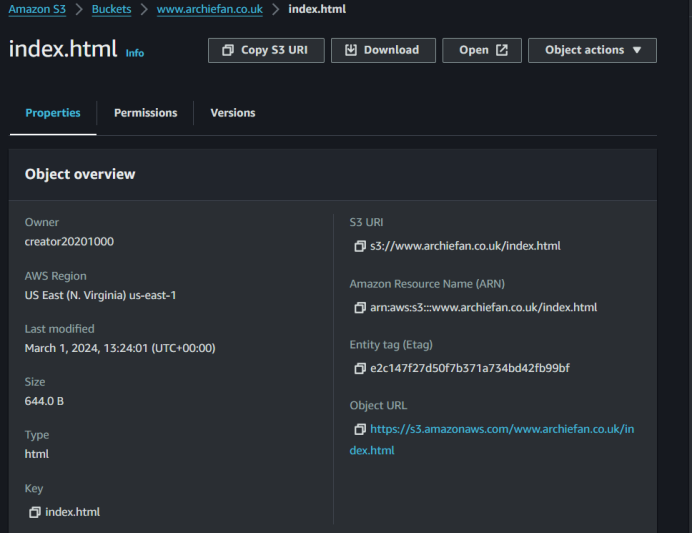 Amazon S3 > Buckets > www.archiefan.co.uk > index.html
index.html Info
Copy S3 URI Download Open Object actions ▼
Properties Permissions Versions
Object overview
Owner
creator20201000
AWS Region
US East (N. Virginia) us-east-1
Last modified
March 1, 2024, 13:24:01 (UTC+00:00)
Size
644.0 B
Type
html
Key
index.html
S3 URI
s3://www.archiefan.co.uk/index.html
Amazon Resource Name (ARN)
arn:aws:s3:::www.archiefan.co.uk/index.html
Entity tag (Etag)
e2c147f27d50f7b371a734bd42fb99bf
Object URL
https://s3.amazonaws.com/www.archiefan.co.uk/in
dex.html